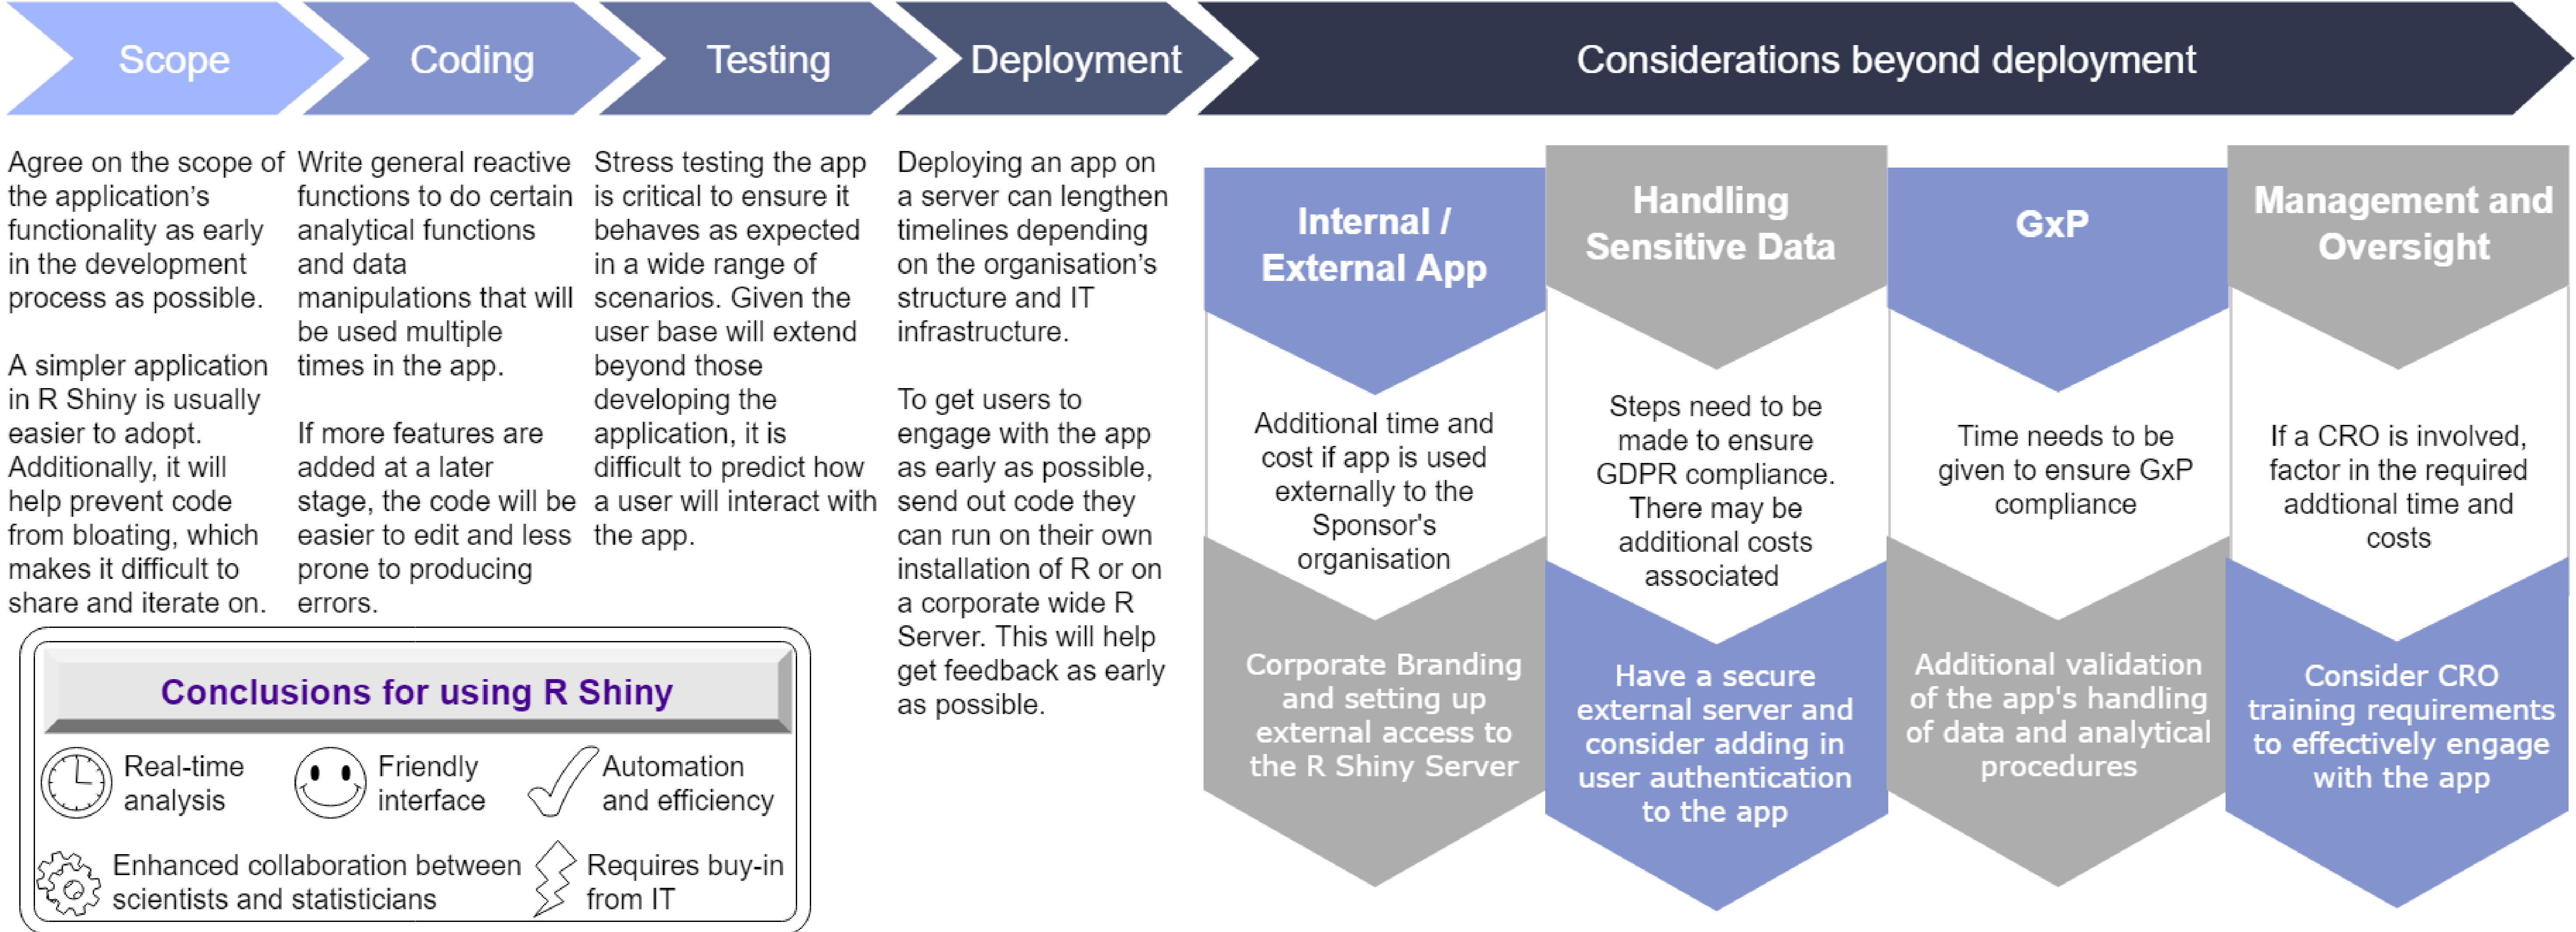 Scope
Coding
Testing
Deployment
Considerations beyond deployment
Agree on the scope of
the application’s
functionality as early
in the development
process as possible.
A simpler application
in R Shiny is usually
easier to adopt.
Additionally, it will
help prevent code
from bloating, which
makes it difficult to
share and iterate on.
Write general reactive
functions to do certain
analytical functions
and data
manipulations that will
be used multiple
times in the app.
If more features are
added at a later
stage, the code will be
easier to edit and less
prone to producing
errors.
Stress testing the app
is critical to ensure it
behaves as expected
in a wide range of
scenarios. Given the
user base will extend
beyond those
developing the
application, it is
difficult to predict how
a user will interact with
the app.
Deploying an app on
a server can lengthen
timelines depending
on the organisation’s
structure and IT
infrastructure.
To get users to
engage with the app
as early as possible,
send out code they
can run on their own
installation of R or on
a corporate wide R
Server. This will help
get feedback as early
as possible.
Internal /
External App
Additional time and
cost if app is used
externally to the
Sponsor's
organisation
Corporate Branding
and setting up
external access to
the R Shiny Server
Handling
Sensitive Data
Steps need to be
made to ensure
GDPR compliance.
There may be
additional costs
associated
Have a secure
external server and
consider adding in
user authentication
to the app
GxP
Time needs to be
given to ensure GxP
compliance
Additional validation
of the app's handling
of data and analytical
procedures
Management and
Oversight
If a CRO is involved,
factor in the required
addtional time and
costs
Consider CRO
training requirements
to effectively engage
with the app
Conclusions for using R Shiny
Real-time
analysis
Friendly
interface
Automation
and efficiency
Enhanced collaboration between
scientists and statisticians
Requires buy-in
from IT